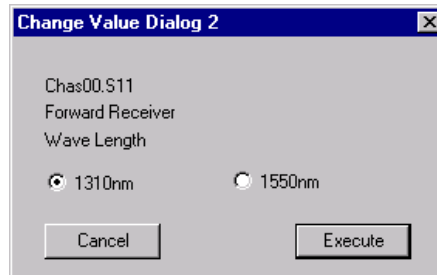 Change Value Dialog 2
Chas00.S11
Forward Receiver
Wave Length
1310nm 1550nm
Cancel Execute